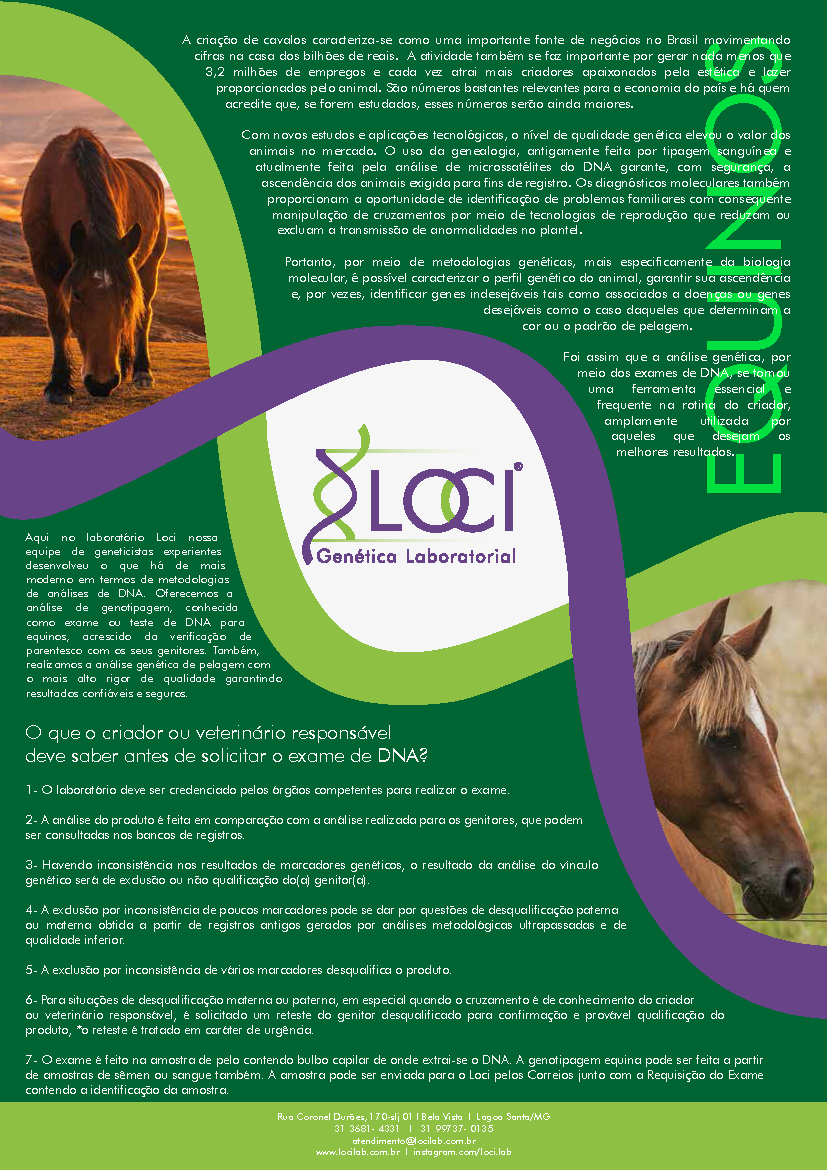 A criação de cavalos caracteriza-se como uma importante fonte de negócios no Brasil movimentando
cifras na casa dos bilhões de reais. A atividade também se faz importante por gerar nada menos que
3,2 milhões de empregos e cada vez atrai mais criadores apaixonados pela estética e lazer
proporcionados pelo animal. São números bastantes relevantes para a economia do país e há quem
acredite que, se forem estudados, esses números serão ainda maiores.
Com novos estudos e aplicações tecnológicas, o nível de qualidade genética elevou o valor dos
animais no mercado. O uso da genealogia, antigamente feita por tipagem sanguínea e
atualmente feita pela análise de microssatélites do DNA garante, com segurança, a
ascendência dos animais exigida para fins de registro. Os diagnósticos moleculares também
proporcionam a oportunidade de identificação de problemas familiares com consequente
manipulação de cruzamentos por meio de tecnologias de reprodução que reduzam ou
excluam a transmissão de anormalidades no plantel.
Portanto, por meio de metodologias genéticas, mais especificamente da biologia
molecular, é possível caracterizar o perfil genético do animal, garantir sua ascendência
e, por vezes, identificar genes indesejáveis tais como associados a doenças ou genes
desejáveis como o caso daqueles que determinam a
cor ou o padrão de pelagem.
Foi assim que a análise genética, por
meio dos exames de DNA, se tornou
uma ferramenta essencial e
frequente na rotina do criador,
amplamente utilizada por
aqueles que desejam os
melhores resultados.
EQUINOS
LOCI®
Genética Laboratorial
Aqui no laboratório Loci nossa
equipe de geneticistas experientes
desenvolveu o que há de mais
moderno em termos de metodologias
de análises de DNA. Oferecemos a
análise de genotipagem, conhecida
como exame ou teste de DNA para
equinos, acrescido da verificação de
parentesco com os seus genitores. Também,
realizamos a análise genética de pelagem com
o mais alto rigor de qualidade garantindo
resultados confiáveis e seguros.
O que o criador ou veterinário responsável
deve saber antes de solicitar o exame de DNA?
1- O laboratório deve ser credenciado pelos órgãos competentes para realizar o exame.
2- A análise do produto é feita em comparação com a análise realizada para os genitores, que podem
ser consultadas nos bancos de registros.
3- Havendo inconsistência nos resultados de marcadores genéticos, o resultado da análise do vínculo
genético será de exclusão ou não qualificação do(a) genitor(a).
4- A exclusão por inconsistência de poucos marcadores pode se dar por questões de desqualificação paterna
ou materna obtida a partir de registros antigos gerados por análises metodológicas ultrapassadas e de
qualidade inferior.
5- A exclusão por inconsistência de vários marcadores desqualifica o produto.
6- Para situações de desqualificação materna ou paterna, em especial quando o cruzamento é de conhecimento do criador
ou veterinário responsável, é solicitado um reteste do genitor desqualificado para confirmação e provável qualificação do
produto, *o reteste é tratado em caráter de urgência.
7- O exame é feito na amostra de pelo contendo bulbo capilar de onde extrai-se o DNA. A genotipagem equina pode ser feita a partir
de amostras de sêmen ou sangue também. A amostra pode ser enviada para o Loci pelos Correios junto com a Requisição do Exame
contendo a identificação da amostra.
Rua Coronel Durães, 170-slj 01 | Bela Vista | Lagoa Santa/MG
31 3681- 4331 | 31 99737- 0135
atendimento@locilab.com.br
www.locilab.com.br | instagram.com/loci.lab